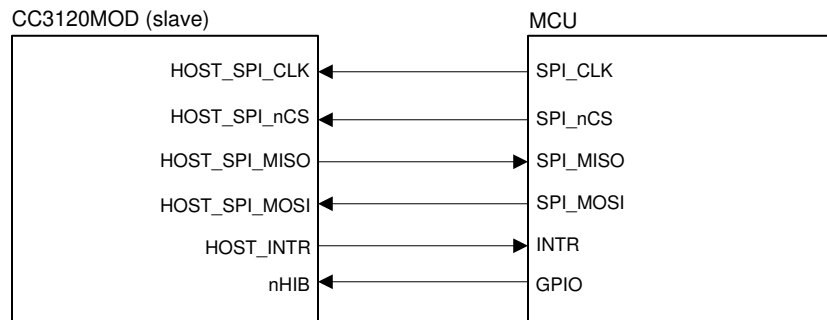 CC3120MOD (slave) MCU
HOST_SPI_CLK SPI_CLK
HOST_SPI_nCS SPI_nCS
HOST_SPI_MISO SPI_MISO
HOST_SPI_MOSI SPI_MOSI
HOST_INTR INTR
nHIB GPIO